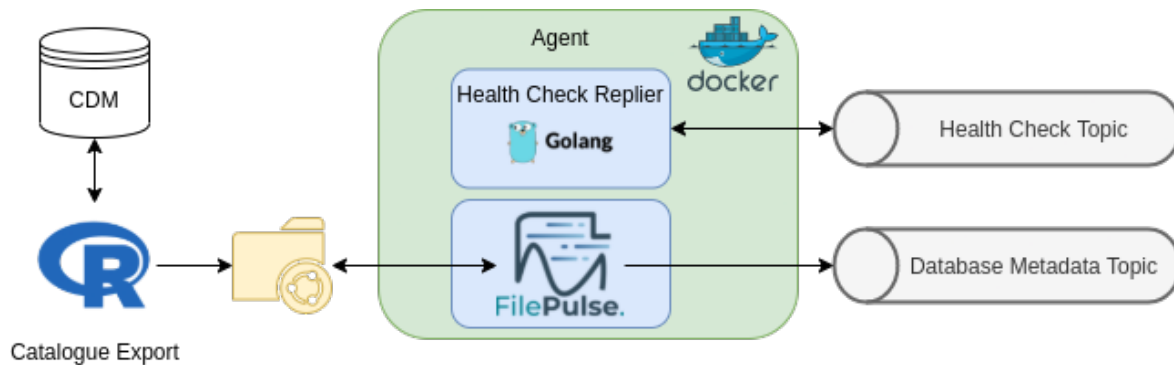 Agent
docker
CDM
Health Check Replier
Golang
Health Check Topic
R
FilePulse.
Database Metadata Topic
Catalogue Export